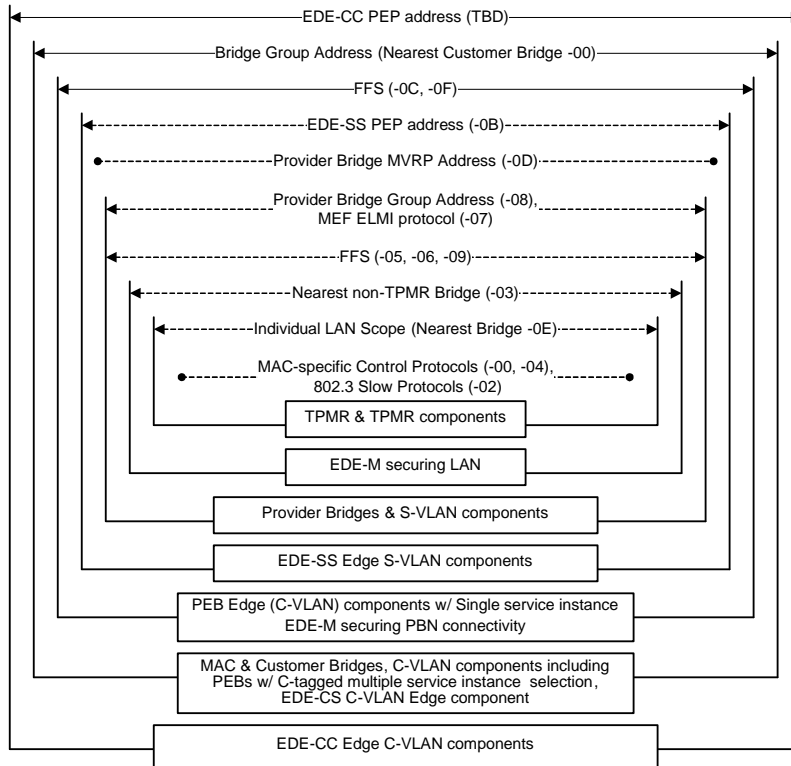 EDE-CC PEP address (TBD)
Bridge Group Address (Nearest Customer Bridge -00)
FFS (-0C, -0F)
EDE-SS PEP address (-0B)
Provider Bridge MVRP Address (-0D)
Provider Bridge Group Address (-08),
MEF ELMI protocol (-07)
FFS (-05, -06, -09)
Nearest non-TPMR Bridge (-03)
Individual LAN Scope (Nearest Bridge -0E)
MAC-specific Control Protocols (-00, -04),
802.3 Slow Protocols (-02)
TPMR & TPMR components
EDE-M securing LAN
Provider Bridges & S-VLAN components
EDE-SS Edge S-VLAN components
PEB Edge (C-VLAN) components w/ Single service instance
EDE-M securing PBN connectivity
MAC & Customer Bridges, C-VLAN components including
PEBs w/ C-tagged multiple service instance selection,
EDE-CS C-VLAN Edge component
EDE-CC Edge C-VLAN components